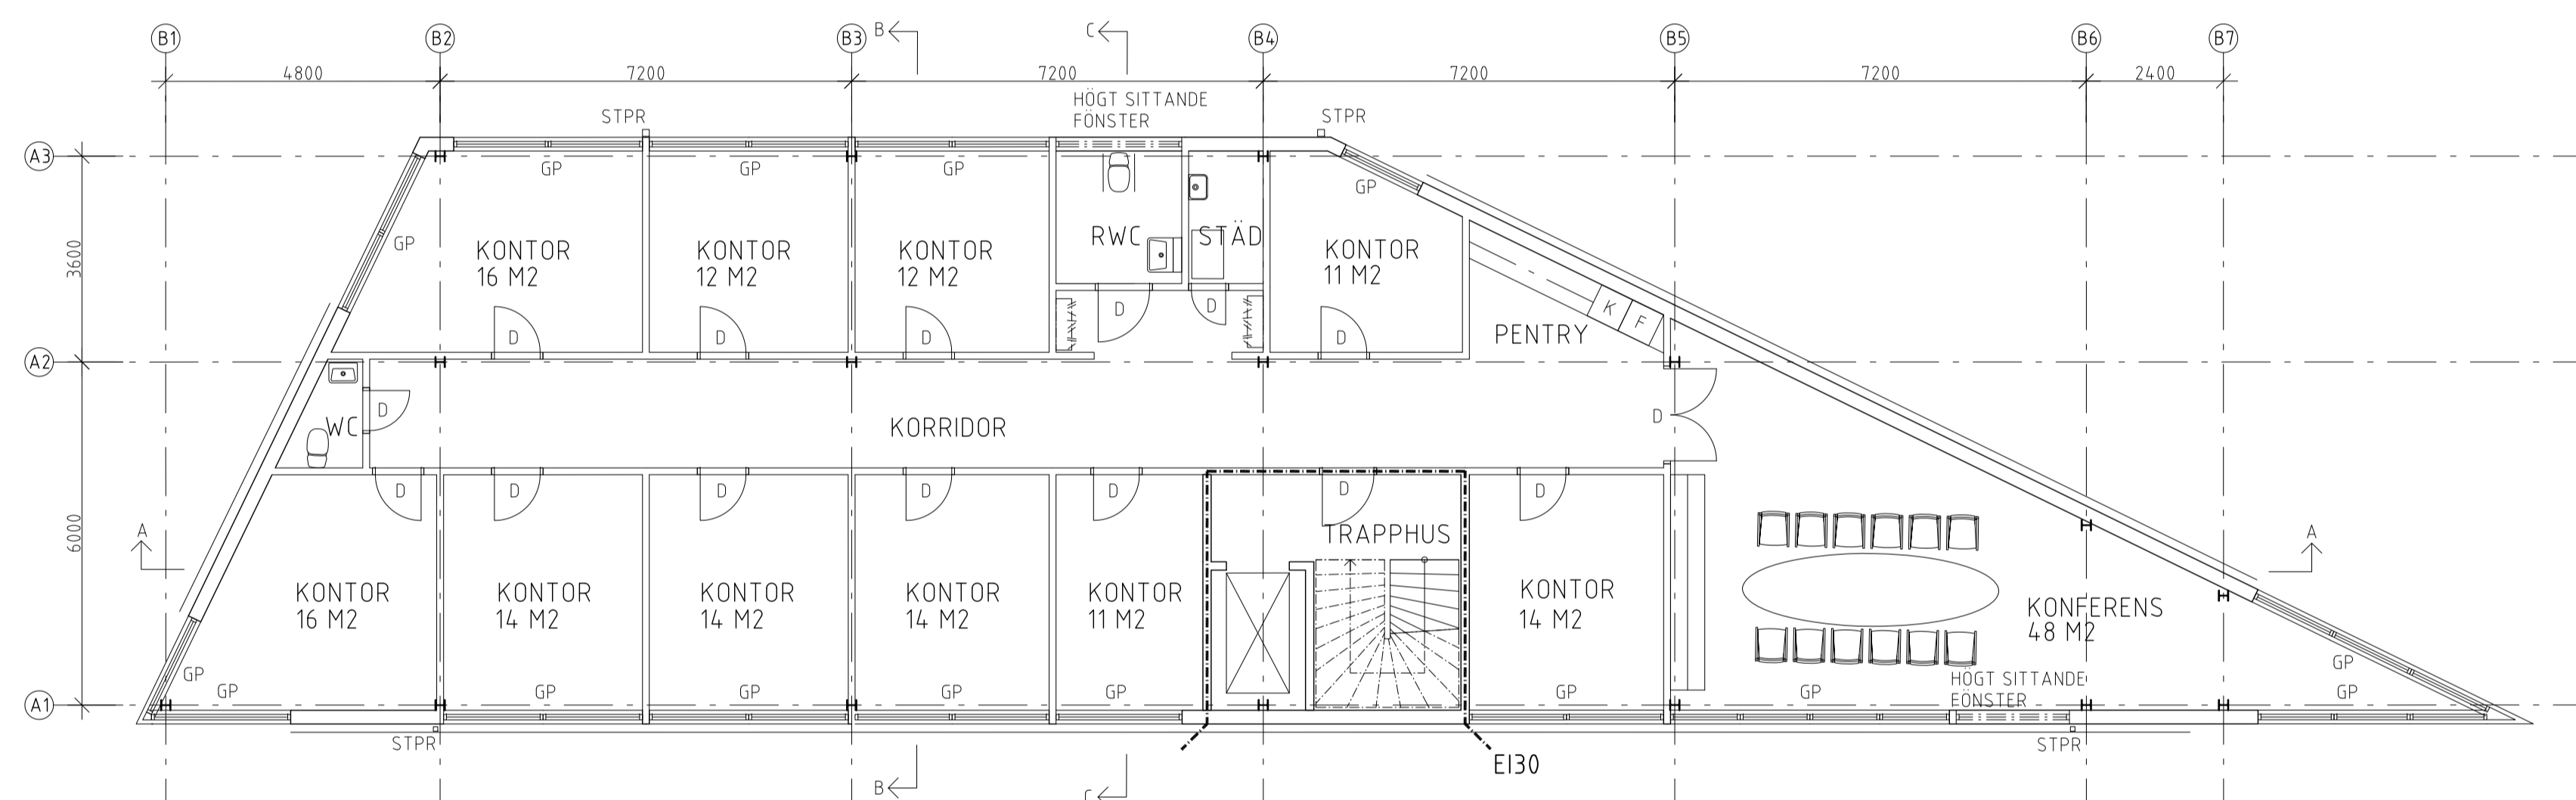 B1 B2 B3 B B C B4 B5 B6 B7
4800 7200 7200 7200 7200 2400
HÖGT SITTANDE
FÖNSTER
STPR STPR
A3
GP GP GP GP
GP
3600
KONTOR
16 M2
KONTOR
12 M2
KONTOR
12 M2
RWC
STÄD
KONTOR
11 M2
K F
D D D D D D
PENTRY
A2
D
WC
KORRIDOR
D
D D D D D D D
6000
A
TRAPPHUS
A
KONTOR
16 M2
KONTOR
14 M2
KONTOR
14 M2
KONTOR
14 M2
KONTOR
11 M2
KONTOR
14 M2
KONFERENS
48 M2
GP
GP GP GP GP GP GP GP
HÖGT SITTANDE
FÖNSTER
GP
GP
A1
STPR
STPR
EI30
B